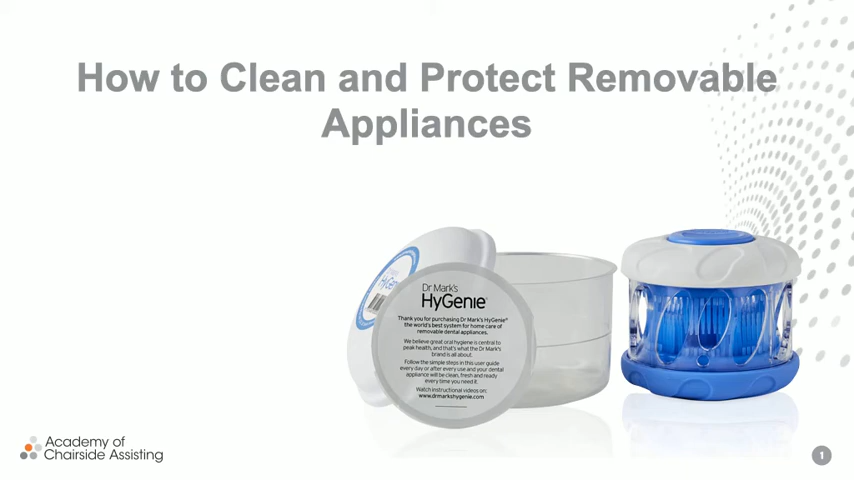 How to Clean and Protect Removable
Appliances
Dr Mark's
HyGenie
Thank you for purchasing Dr Mark's HyGenie®
the world's best system for home care of
removable dental appliances.
We believe great oral hygiene is central to
peak health, and that's what the Dr Mark's
brand is all about.
Follow the simple steps in this user guide
every day or after every use and your dental
appliance will be clean, fresh and ready
every time you need it.
Watch instructional videos on:
www.drmarkshygenie.com
Academy of
Chairside Assisting
1